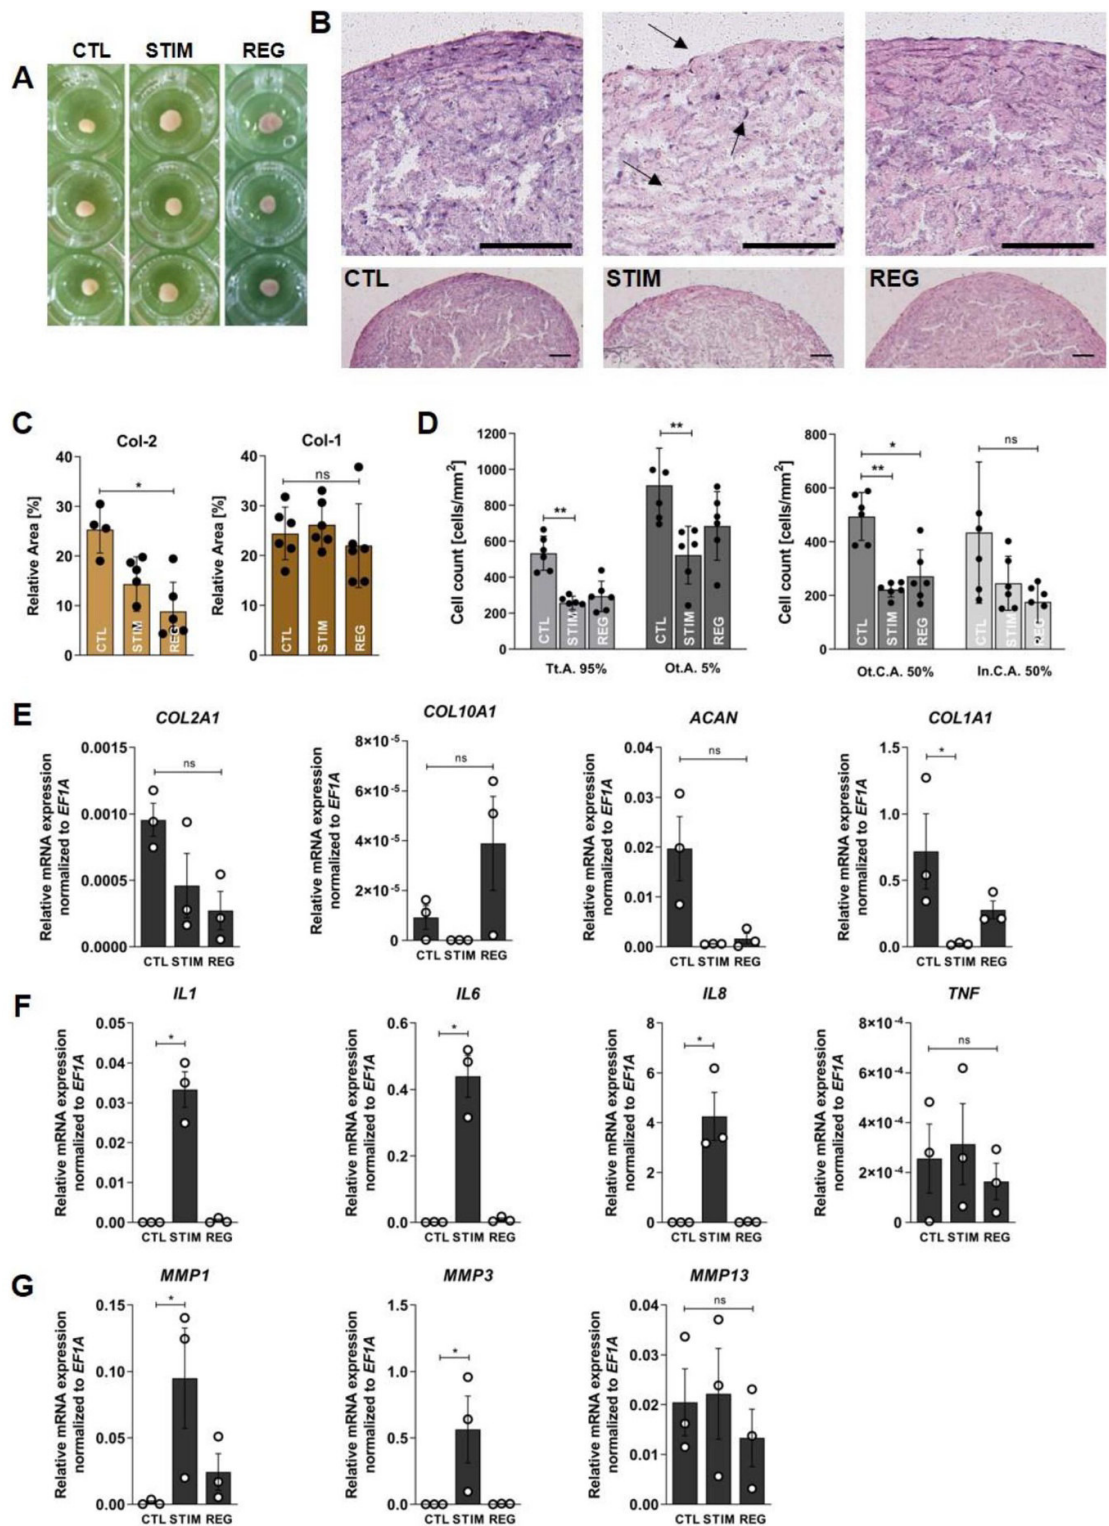 A
CTL STIM REG
B
CTL STIM REG
C
Col-2 Col-1
Relative Area [%]
40
30
20
10
0
CTL STIM REG
*
Relative Area [%]
40
30
20
10
0
CTL STIM REG
ns
D
Cell count [cells/mm²]
1200
1000
800
600
400
200
0
** **
CTL STIM REG CTL STIM REG
Tt.A. 95% Ot.A. 5%
Cell count [cells/mm²]
800
600
400
200
0
** * ns
CTL STIM REG CTL STIM REG
Ot.C.A. 50% In.C.A. 50%
E
COL2A1
Relative mRNA expression
normalized to EF1A
0.0015
0.0010
0.0005
0.0000
ns
CTL STIM REG
COL10A1
Relative mRNA expression
normalized to EF1A
8×10⁻⁵
6×10⁻⁵
4×10⁻⁵
2×10⁻⁵
0
ns
CTL STIM REG
ACAN
Relative mRNA expression
normalized to EF1A
0.04
0.03
0.02
0.01
0.00
ns
CTL STIM REG
COL1A1
Relative mRNA expression
normalized to EF1A
1.5
1.0
0.5
0.0
*
CTL STIM REG
F
IL1
Relative mRNA expression
normalized to EF1A
0.05
0.04
0.03
0.02
0.01
0.00
*
CTL STIM REG
IL6
Relative mRNA expression
normalized to EF1A
0.6
0.4
0.2
0.0
*
CTL STIM REG
IL8
Relative mRNA expression
normalized to EF1A
8
6
4
2
0
*
CTL STIM REG
TNF
Relative mRNA expression
normalized to EF1A
8×10⁻⁴
6×10⁻⁴
4×10⁻⁴
2×10⁻⁴
0
ns
CTL STIM REG
G
MMP1
Relative mRNA expression
normalized to EF1A
0.15
0.10
0.05
0.00
*
CTL STIM REG
MMP3
Relative mRNA expression
normalized to EF1A
1.5
1.0
0.5
0.0
*
CTL STIM REG
MMP13
Relative mRNA expression
normalized to EF1A
0.04
0.03
0.02
0.01
0.00
ns
CTL STIM REG